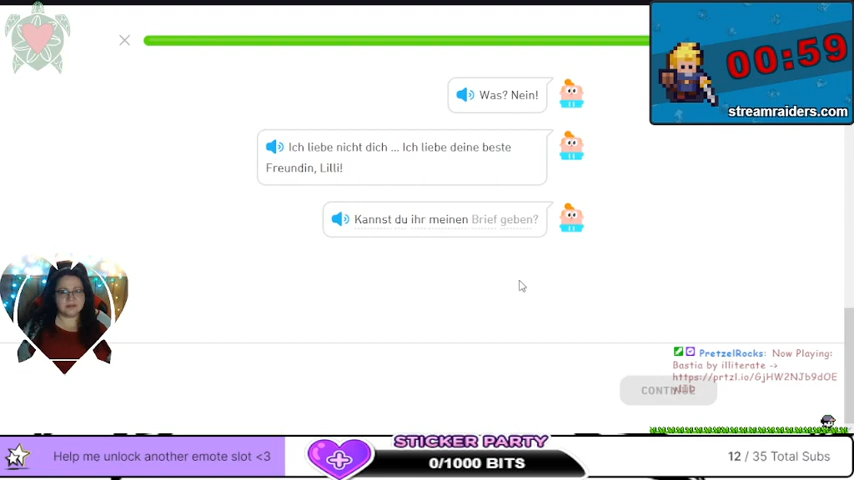 00:59
streamraiders.com
Was? Nein!
Ich liebe nicht dich ... Ich liebe deine beste
Freundin, Lilli!
Kannst du ihr meinen Brief geben?
PretzelRocks: Now Playing:
Bastia by illiterate ->
CONTINUE
STICKER PARTY
Help me unlock another emote slot <3
0/1000 BITS
12 / 35 Total Subs